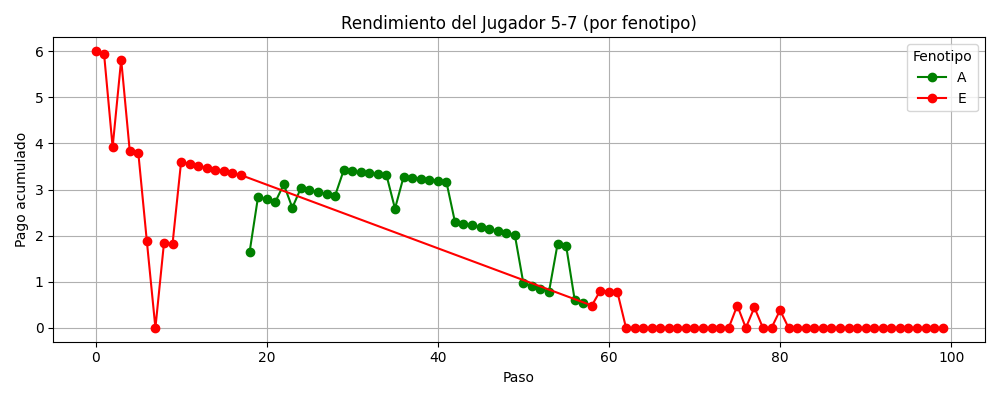 Rendimiento del Jugador 5-7 (por fenotipo)
Pago acumulado
6
5
4
3
2
1
0
Fenotipo
A
E
0 20 40 60 80 100
Paso